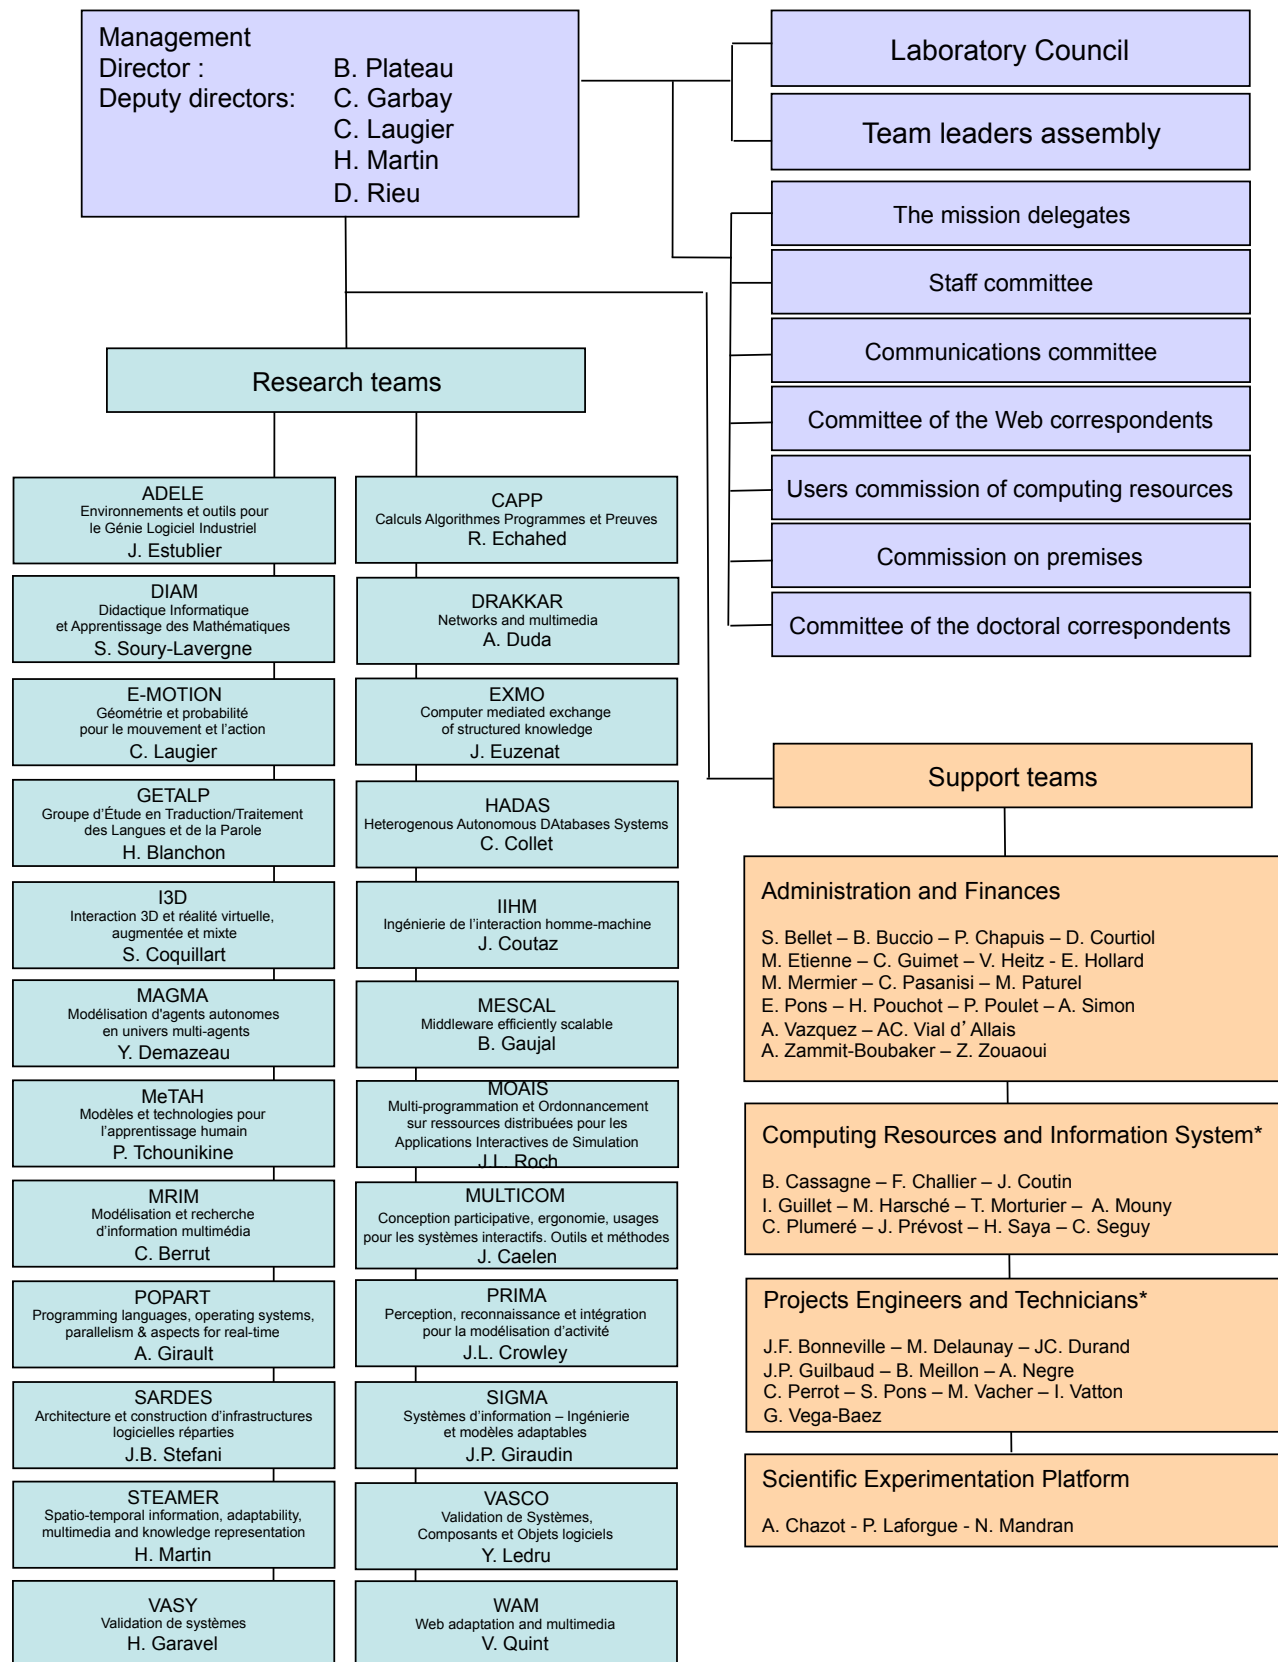 Management
Director : B. Plateau
Deputy directors: C. Garbay
C. Laugier
H. Martin
D. Rieu
Laboratory Council
Team leaders assembly
The mission delegates
Staff committee
Communications committee
Committee of the Web correspondents
Users commission of computing resources
Commission on premises
Committee of the doctoral correspondents
Research teams
ADELE
Environnements et outils pour
le Génie Logiciel Industriel
J. Estublier
DIAM
Didactique Informatique
et Apprentissage des Mathématiques
S. Soury-Lavergne
E-MOTION
Géométrie et probabilité
pour le mouvement et l’action
C. Laugier
GETALP
Groupe d’Étude en Traduction/Traitement
des Langues et de la Parole
H. Blanchon
I3D
Interaction 3D et réalité virtuelle,
augmentée et mixte
S. Coquillart
MAGMA
Modélisation d'agents autonomes
en univers multi-agents
Y. Demazeau
MeTAH
Modèles et technologies pour
l’apprentissage humain
P. Tchounikine
MRIM
Modélisation et recherche
d’information multimédia
C. Berrut
POPART
Programming languages, operating systems,
parallelism & aspects for real-time
A. Girault
SARDES
Architecture et construction d’infrastructures
logicielles réparties
J.B. Stefani
STEAMER
Spatio-temporal information, adaptability,
multimedia and knowledge representation
H. Martin
VASY
Validation de systèmes
H. Garavel
CAPP
Calculs Algorithmes Programmes et Preuves
R. Echahed
DRAKKAR
Networks and multimedia
A. Duda
EXMO
Computer mediated exchange
of structured knowledge
J. Euzenat
HADAS
Heterogenous Autonomous DAtabases Systems
C. Collet
IIHM
Ingénierie de l’interaction homme-machine
J. Coutaz
MESCAL
Middleware efficiently scalable
B. Gaujal
MOAIS
Multi-programmation et Ordonnancement
sur ressources distribuées pour les
Applications Interactives de Simulation
J.L. Roch
MULTICOM
Conception participative, ergonomie, usages
pour les systèmes interactifs. Outils et méthodes
J. Caelen
PRIMA
Perception, reconnaissance et intégration
pour la modélisation d’activité
J.L. Crowley
SIGMA
Systèmes d’information – Ingénierie
et modèles adaptables
J.P. Giraudin
VASCO
Validation de Systèmes,
Composants et Objets logiciels
Y. Ledru
WAM
Web adaptation and multimedia
V. Quint
Support teams
Administration and Finances
S. Bellet – B. Buccio – P. Chapuis – D. Courtiol
M. Etienne – C. Guimet – V. Heitz - E. Hollard
M. Mermier – C. Pasanisi – M. Paturel
E. Pons – H. Pouchot – P. Poulet – A. Simon
A. Vazquez – AC. Vial d’ Allais
A. Zammit-Boubaker – Z. Zouaoui
Computing Resources and Information System*
B. Cassagne – F. Challier – J. Coutin
I. Guillet – M. Harsché – T. Morturier – A. Mouny
C. Plumeré – J. Prévost – H. Saya – C. Seguy
Projects Engineers and Technicians*
J.F. Bonneville – M. Delaunay – JC. Durand
J.P. Guilbaud – B. Meillon – A. Negre
C. Perrot – S. Pons – M. Vacher – I. Vatton
G. Vega-Baez
Scientific Experimentation Platform
A. Chazot - P. Laforgue - N. Mandran